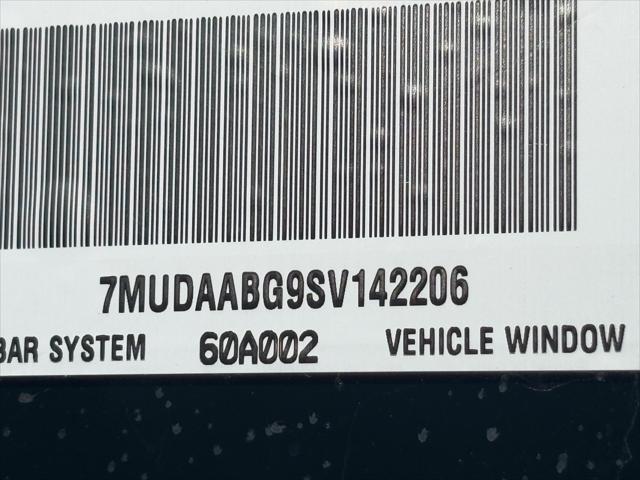 7MUDAABG9SV142206
BAR SYSTEM 60A002 VEHICLE WINDOW